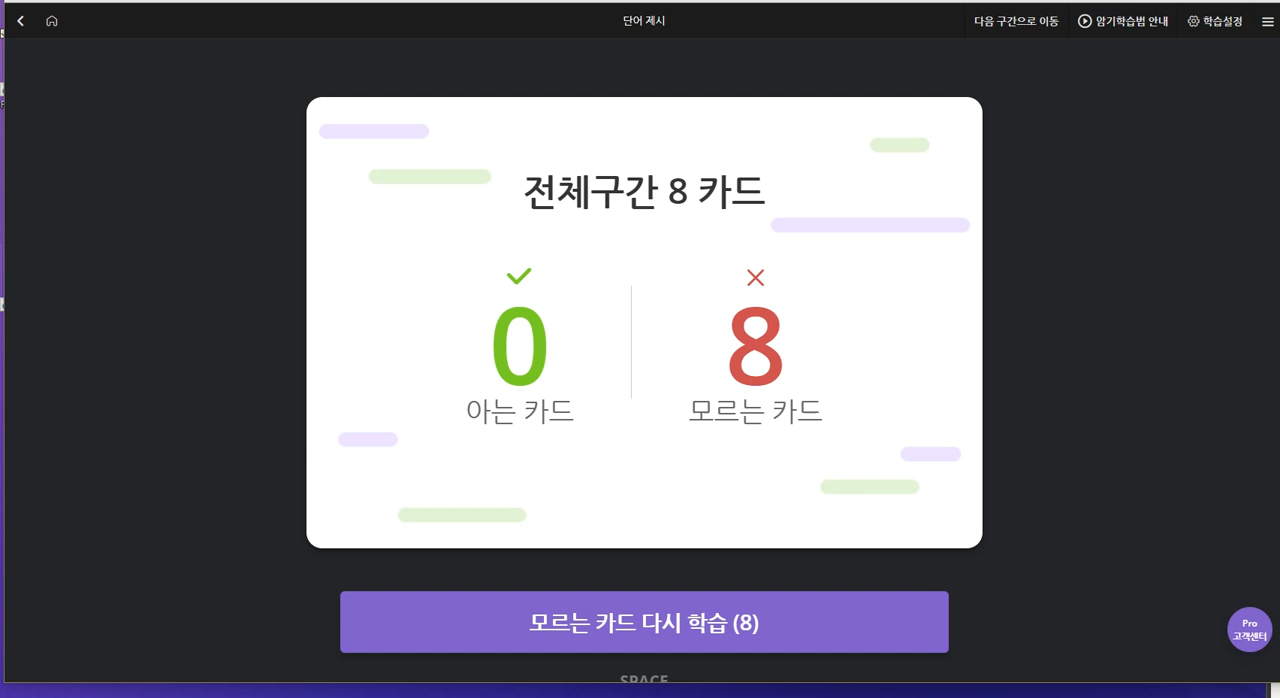 단어 제시
다음 구간으로 이동
암기학습법 안내
학습설정
전체구간 8 카드
0
아는 카드
8
모르는 카드
모르는 카드 다시 학습 (8)
Pro
고객센터
SPACE